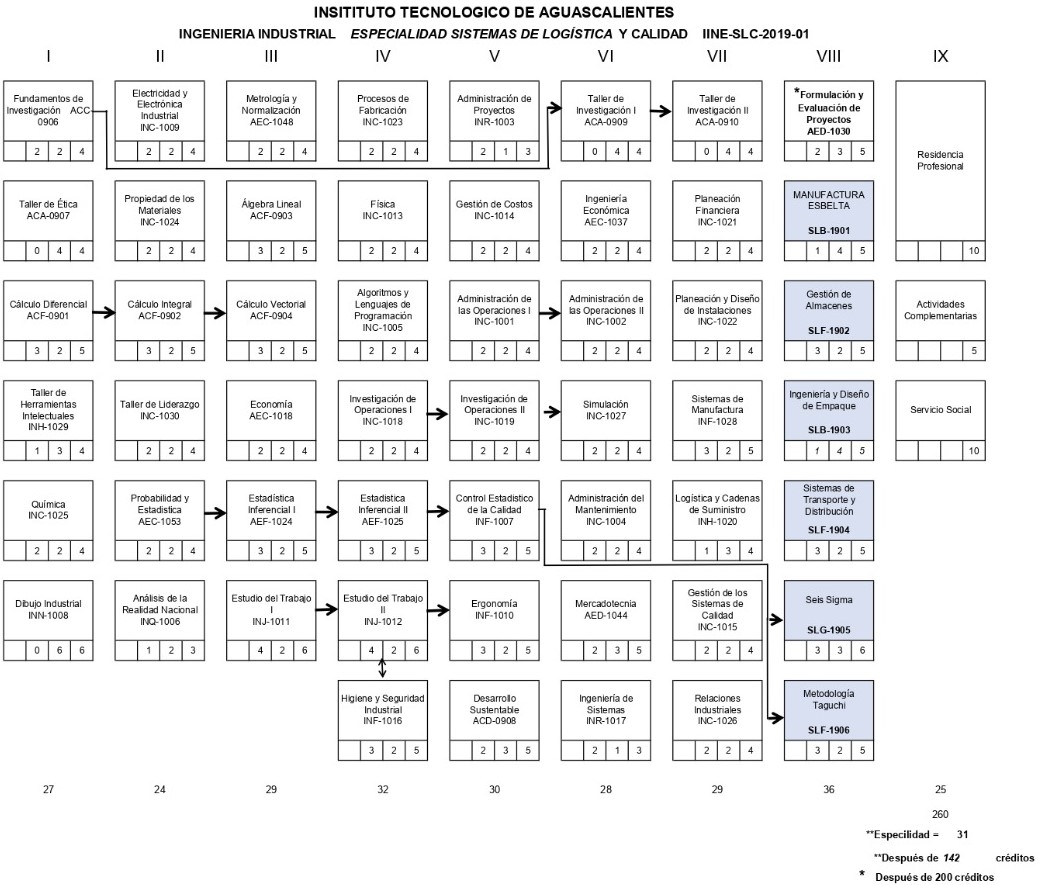 INSITITUTO TECNOLOGICO DE AGUASCALIENTES
INGENIERIA INDUSTRIAL ESPECIALIDAD SISTEMAS DE LOGÍSTICA Y CALIDAD IINE-SLC-2019-01
I II III IV V VI VII VIII IX
Fundamentos de
Investigación ACC-
0906
2 2 4
Electricidad y
Electrónica
Industrial
INC-1009
2 2 4
Metrología y
Normalización
AEC-1048
2 2 4
Procesos de
Fabricación
INC-1023
2 2 4
Administración de
Proyectos
INR-1003
2 1 3
Taller de
Investigación I
ACA-0909
0 4 4
Taller de
Investigación II
ACA-0910
0 4 4
*Formulación y
Evaluación de
Proyectos
AED-1030
2 3 5
Residencia
Profesional
10
Taller de Ética
ACA-0907
0 4 4
Propiedad de los
Materiales
INC-1024
2 2 4
Álgebra Lineal
ACF-0903
3 2 5
Física
INC-1013
2 2 4
Gestión de Costos
INC-1014
2 2 4
Ingeniería
Económica
AEC-1037
2 2 4
Planeación
Financiera
INC-1021
2 2 4
MANUFACTURA
ESBELTA
SLB-1901
1 4 5
Cálculo Diferencial
ACF-0901
3 2 5
Cálculo Integral
ACF-0902
3 2 5
Cálculo Vectorial
ACF-0904
3 2 5
Algoritmos y
Lenguajes de
Programación
INC-1005
2 2 4
Administración de
las Operaciones I
INC-1001
2 2 4
Administración de
las Operaciones II
INC-1002
2 2 4
Planeación y Diseño
de Instalaciones
INC-1022
2 2 4
Gestión de
Almacenes
SLF-1902
3 2 5
Actividades
Complementarias
5
Taller de
Herramientas
Intelectuales
INH-1029
1 3 4
Taller de Liderazgo
INC-1030
2 2 4
Economía
AEC-1018
2 2 4
Investigación de
Operaciones I
INC-1018
2 2 4
Investigación de
Operaciones II
INC-1019
2 2 4
Simulación
INC-1027
2 2 4
Sistemas de
Manufactura
INF-1028
3 2 5
Ingeniería y Diseño
de Empaque
SLB-1903
1 4 5
Servicio Social
10
Química
INC-1025
2 2 4
Probabilidad y
Estadistica
AEC-1053
2 2 4
Estadística
Inferencial I
AEF-1024
3 2 5
Estadistica
Inferencial II
AEF-1025
3 2 5
Control Estadistico
de la Calidad
INF-1007
3 2 5
Administración del
Mantenimiento
INC-1004
2 2 4
Logística y Cadenas
de Suministro
INH-1020
1 3 4
Sistemas de
Transporte y
Distribución
SLF-1904
3 2 5
Dibujo Industrial
INN-1008
0 6 6
Análisis de la
Realidad Nacional
INQ-1006
1 2 3
Estudio del Trabajo
I
INJ-1011
4 2 6
Estudio del Trabajo
II
INJ-1012
4 2 6
Ergonomía
INF-1010
3 2 5
Mercadotecnia
AED-1044
2 3 5
Gestión de los
Sistemas de
Calidad
INC-1015
2 2 4
Seis Sigma
SLG-1905
3 3 6
Higiene y Seguridad
Industrial
INF-1016
3 2 5
Desarrollo
Sustentable
ACD-0908
2 3 5
Ingeniería de
Sistemas
INR-1017
2 1 3
Relaciones
Industriales
INC-1026
2 2 4
Metodología
Taguchi
SLF-1906
3 2 5
27 24 29 32 30 28 29 36 25
260
**Especilidad = 31
**Después de 142 créditos
* Después de 200 créditos